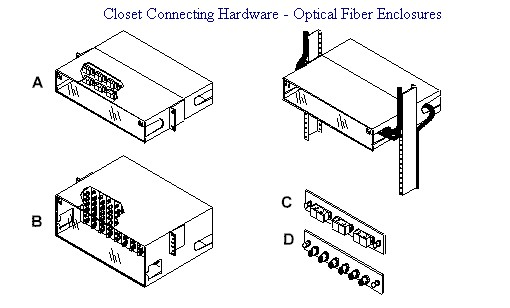 Closet Connecting Hardware - Optical Fiber Enclosures
A
B
C
D